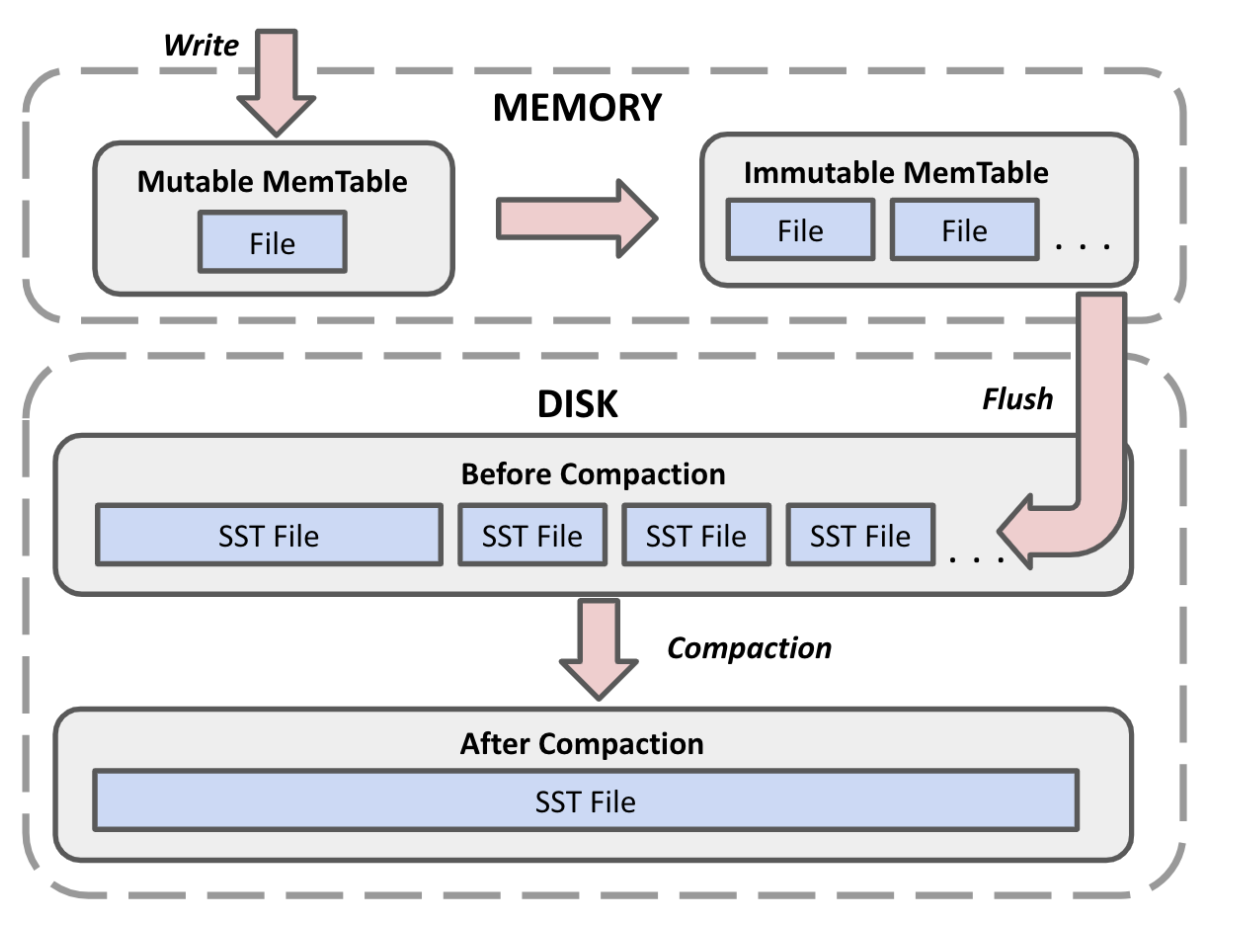 Write
MEMORY
Mutable MemTable
File
Immutable MemTable
File File . . .
DISK
Flush
Before Compaction
SST File SST File SST File SST File . . .
Compaction
After Compaction
SST File